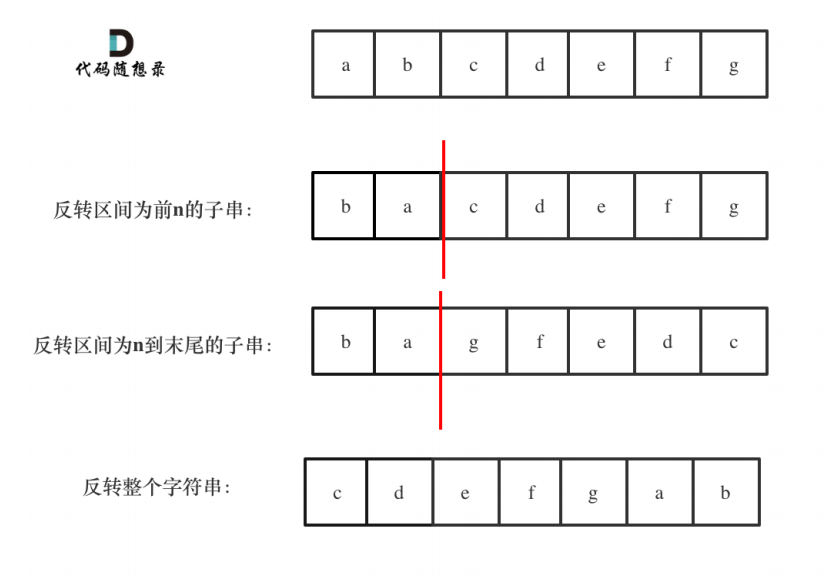 代码随想录
a b c d e f g
反转区间为前n的子串: b a c d e f g
反转区间为n到末尾的子串: b a g f e d c
反转整个字符串: c d e f g a b